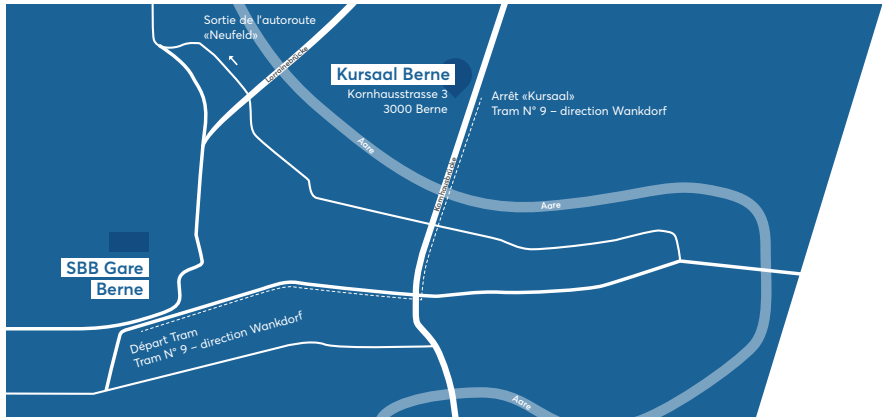 Sortie de l'autoroute
«Neufeld»
Lorrainebrücke
Kursaal Berne
Kornhausstrasse 3
3000 Berne
Arrêt «Kursaal»
Tram N° 9 – direction Wankdorf
Aare
Kornhausbrücke
Aare
SBB Gare
Berne
Départ Tram
Tram N° 9 – direction Wankdorf
Aare